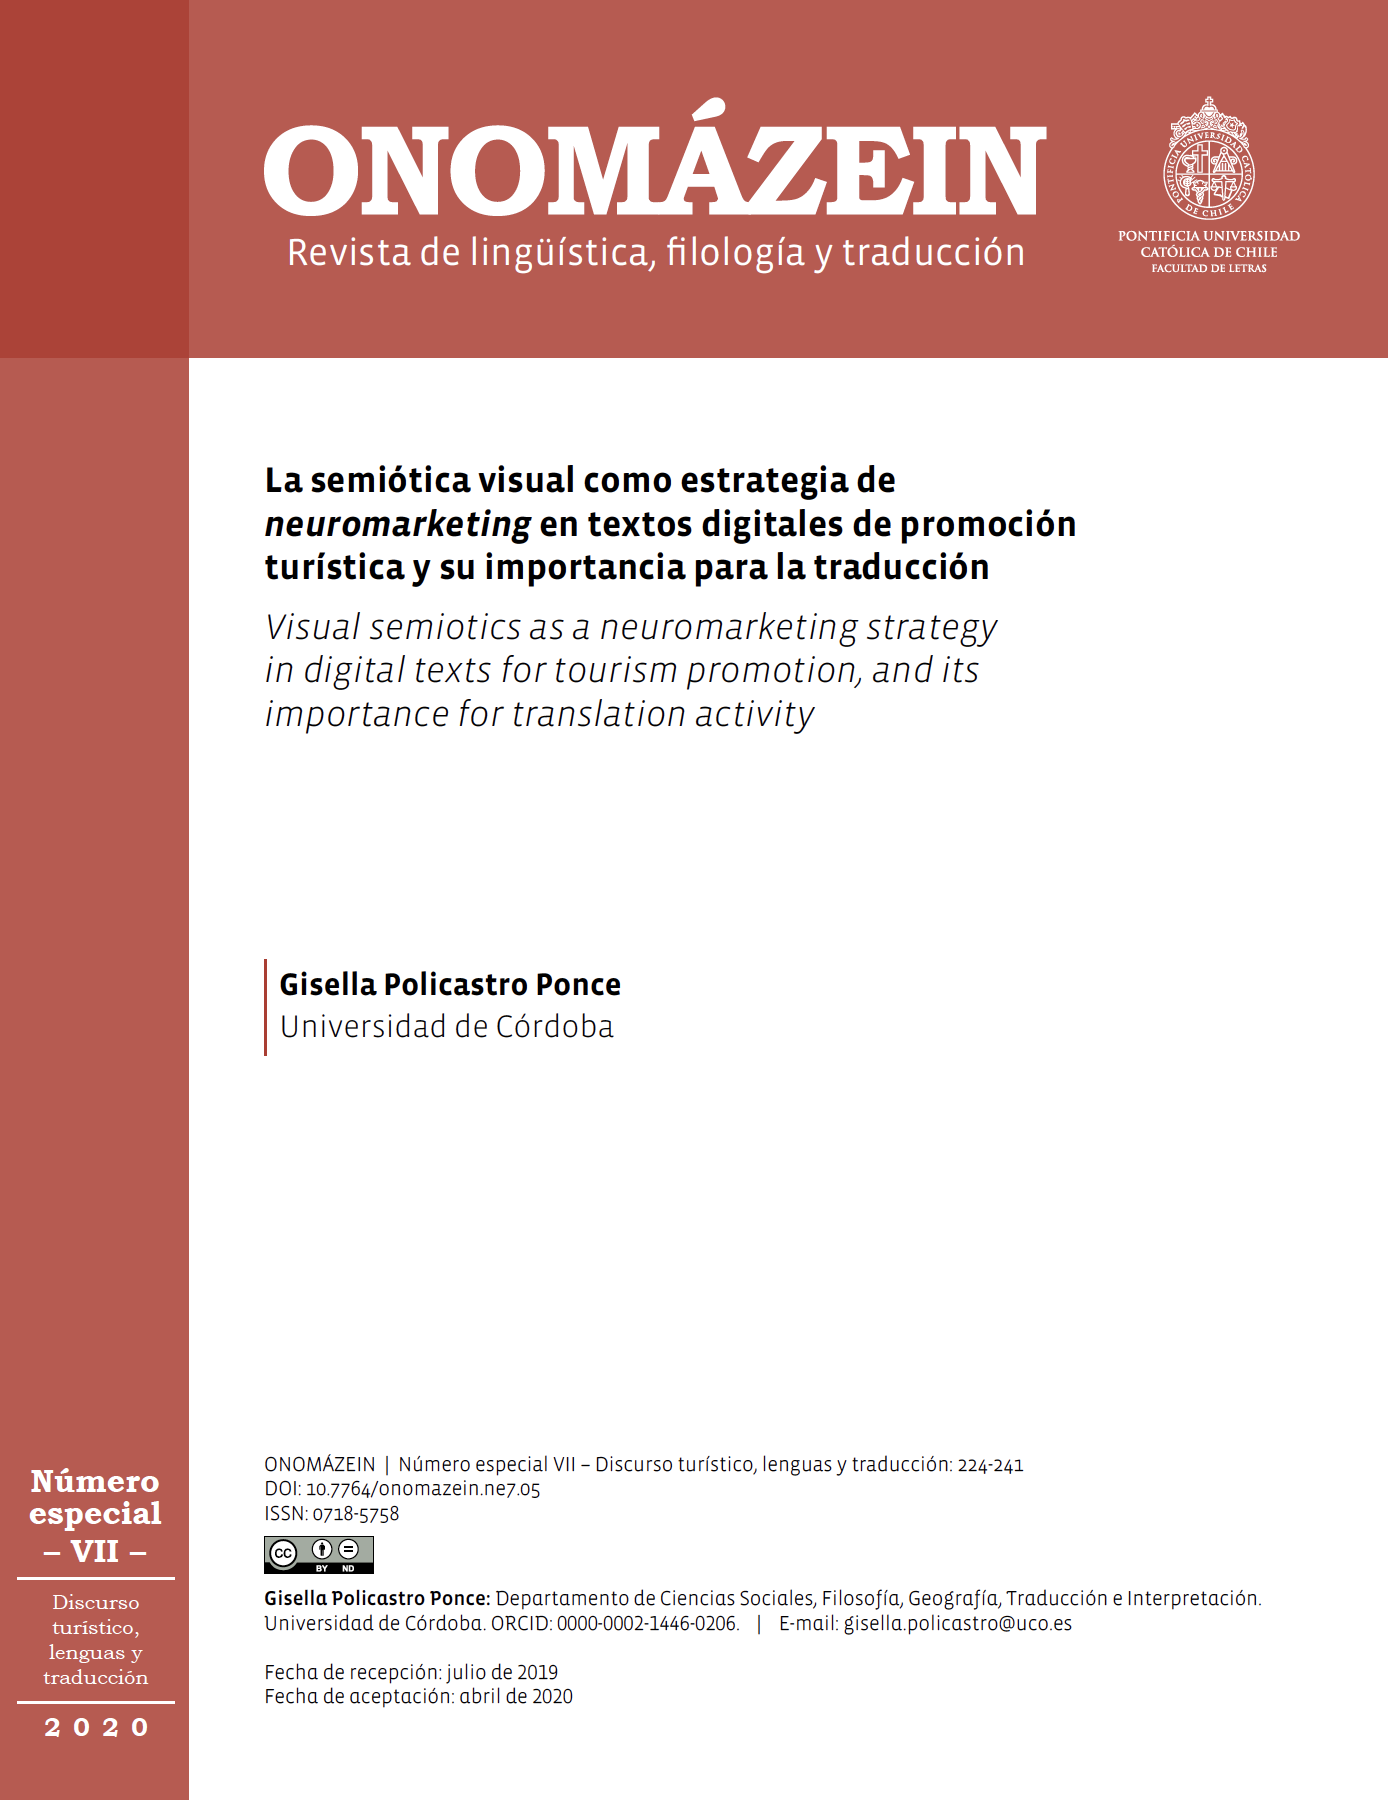 ONOMÁZEIN
Revista de lingüística, filología y traducción
PONTIFICIA UNIVERSIDAD CATÓLICA DE CHILE
PONTIFICIA UNIVERSIDAD
CATÓLICA DE CHILE
FACULTAD DE LETRAS
La semiótica visual como estrategia de
neuromarketing en textos digitales de promoción
turística y su importancia para la traducción
Visual semiotics as a neuromarketing strategy
in digital texts for tourism promotion, and its
importance for translation activity
Gisella Policastro Ponce
Universidad de Córdoba
ONOMÁZEIN | Número especial VII – Discurso turístico, lenguas y traducción: 224-241
DOI: 10.7764/onomazein.ne7.05
ISSN: 0718-5758
CC BY ND
Gisella Policastro Ponce: Departamento de Ciencias Sociales, Filosofía, Geografía, Traducción e Interpretación.
Universidad de Córdoba. ORCID: 0000-0002-1446-0206. | E-mail: gisella.policastro@uco.es
Fecha de recepción: julio de 2019
Fecha de aceptación: abril de 2020
Número
especial
– VII –
Discurso
turístico,
lenguas y
traducción
2020